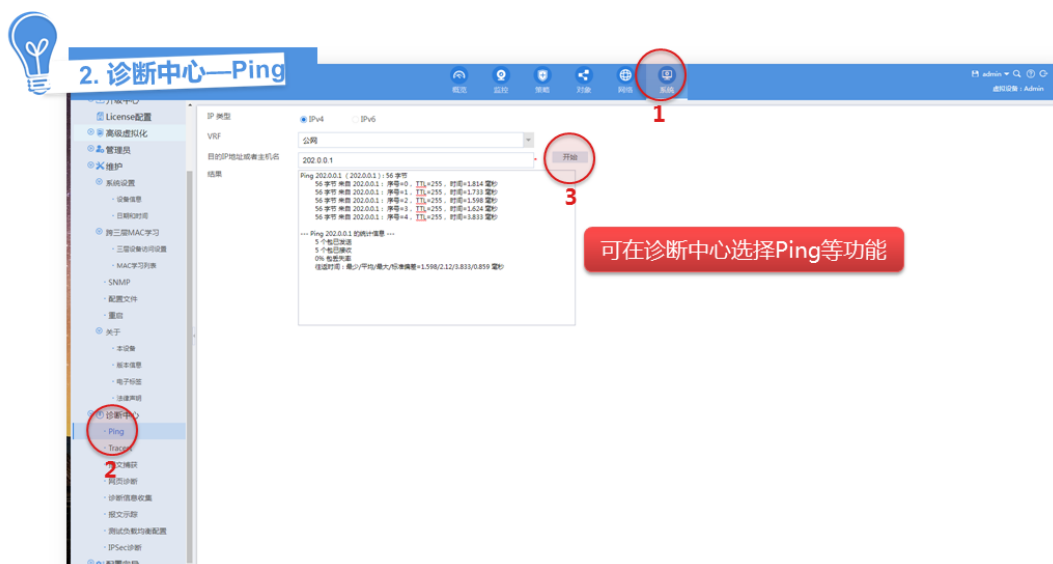 2. 诊断中心—Ping
概览 监控 策略 对象 网络 系统
admin
虚拟设备：Admin
1
License配置
高级虚拟化
管理员
维护
系统设置
· 设备信息
· 日期和时间
跨三层MAC学习
· 三层设备访问设置
· MAC学习列表
· SNMP
· 配置文件
· 重启
关于
· 本设备
· 版本信息
· 电子标签
· 法律声明
诊断中心
· Ping
· Tracert
2
· 网页诊断
· 诊断信息收集
· 报文示踪
· 测试负载均衡配置
· IPSec诊断
配置向导
IP 类型 IPv4 IPv6
VRF 公网
目的IP地址或者主机名 202.0.0.1 * 开始
3
结果
Ping 202.0.0.1（202.0.0.1）: 56 字节
56 字节 来自 202.0.0.1： 序号=0， TTL=255， 时间=1.814 毫秒
56 字节 来自 202.0.0.1： 序号=1， TTL=255， 时间=1.733 毫秒
56 字节 来自 202.0.0.1： 序号=2， TTL=255， 时间=1.598 毫秒
56 字节 来自 202.0.0.1： 序号=3， TTL=255， 时间=1.624 毫秒
56 字节 来自 202.0.0.1： 序号=4， TTL=255， 时间=3.833 毫秒
--- Ping 202.0.0.1 的统计信息 ---
5 个包已发送
5 个包已接收
0% 包丢失率
往返时间：最少/平均/最大/标准偏差=1.598/2.12/3.833/0.859 毫秒
可在诊断中心选择Ping等功能